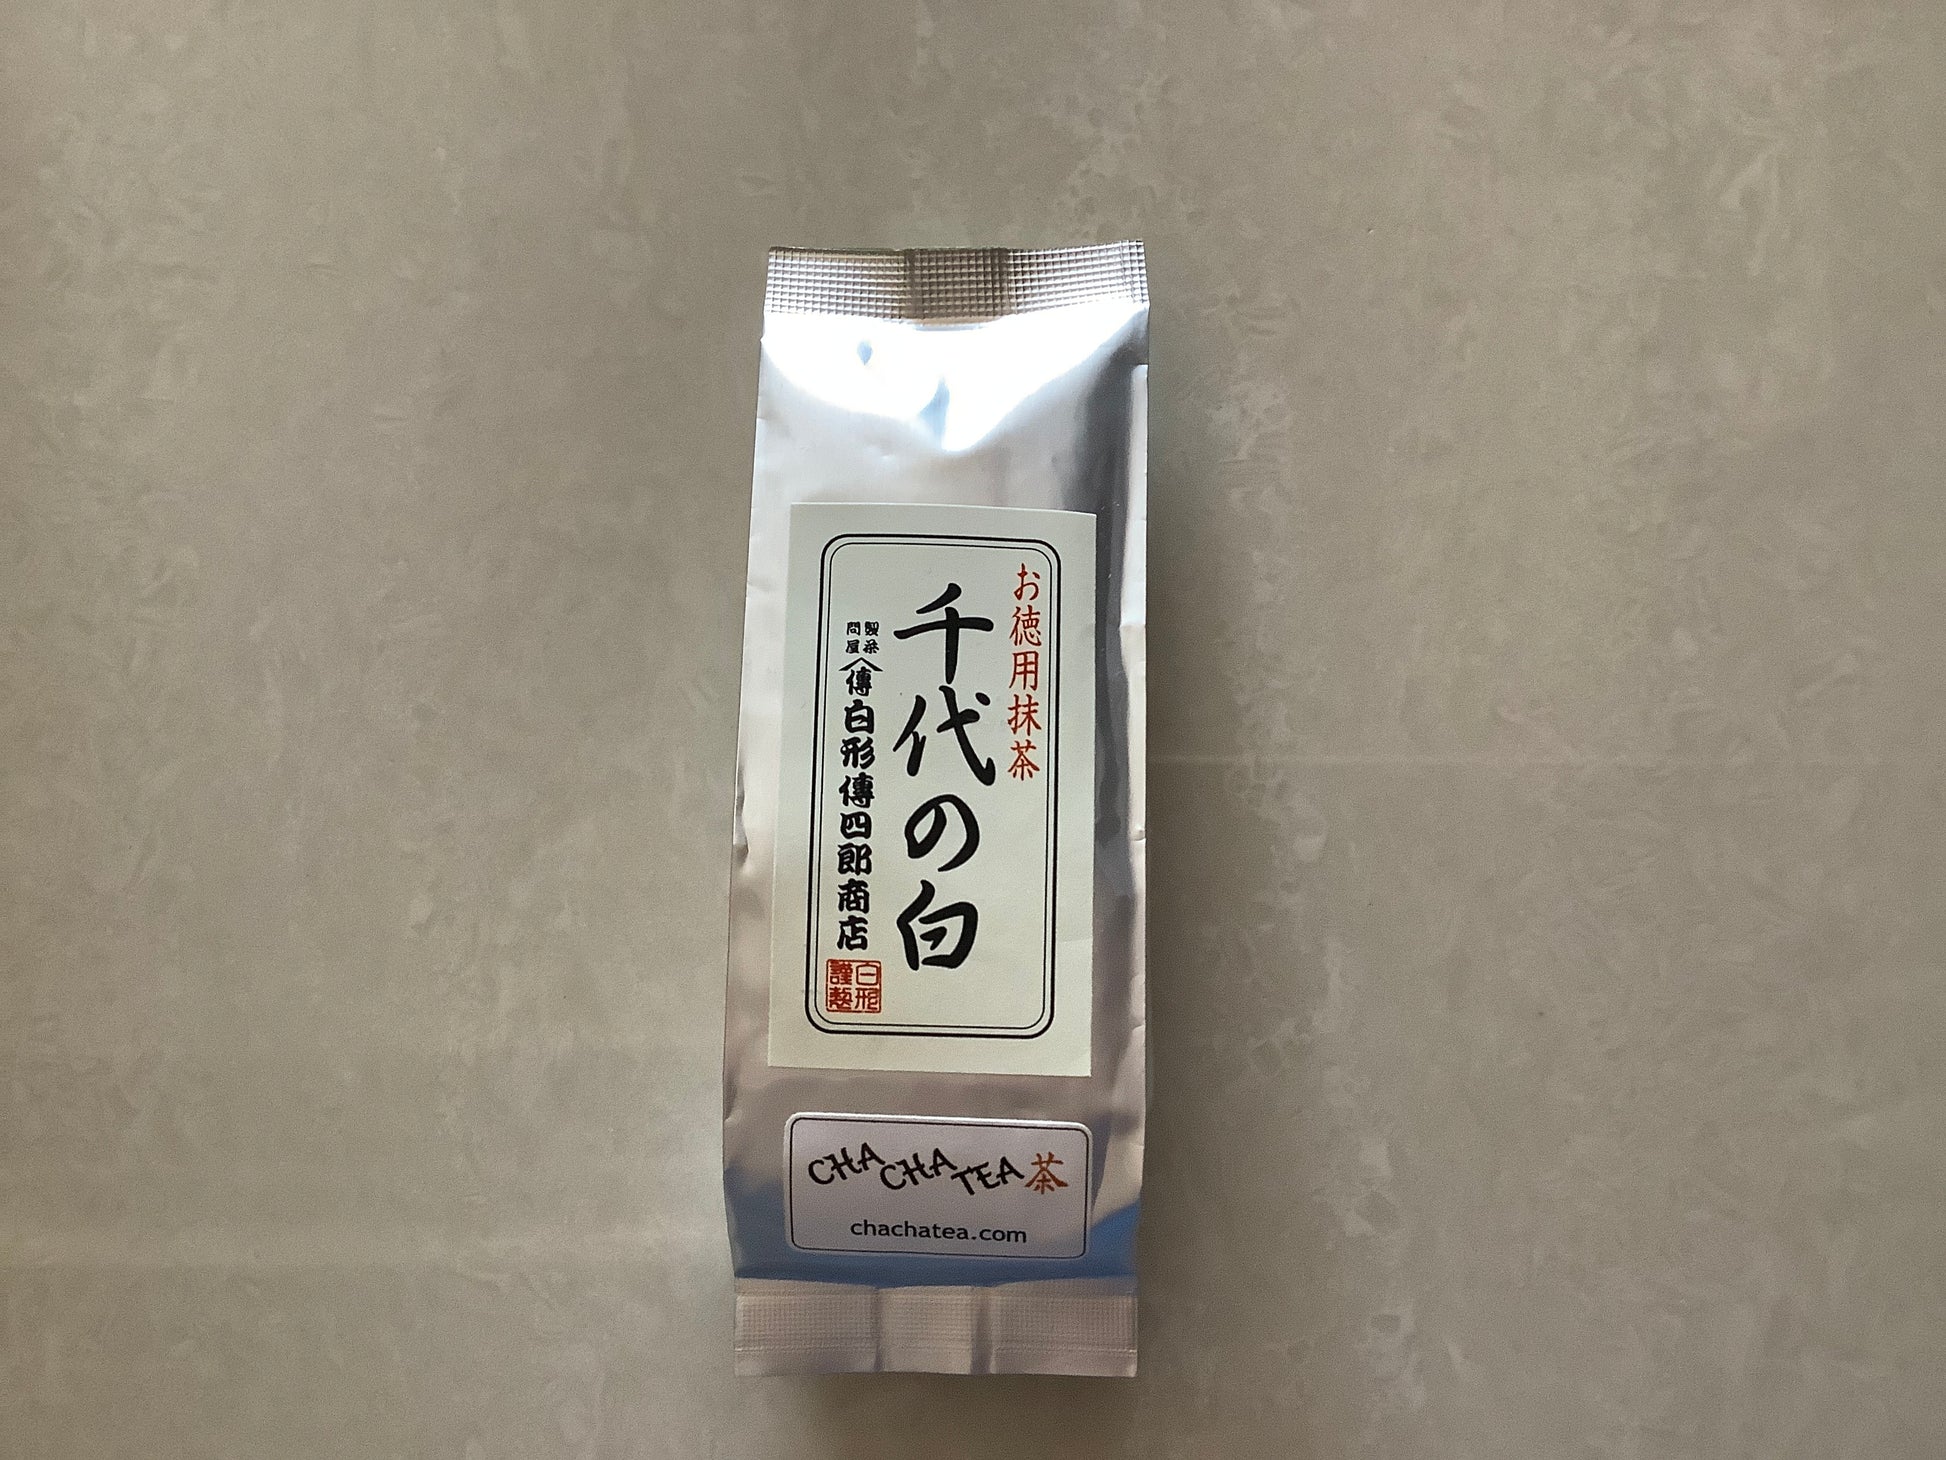 お徳用抹茶
千代の白
製茶
問屋
傳
白形傳四郎商店
白形
謹製
CHA CHA TEA 茶
chachatea.com